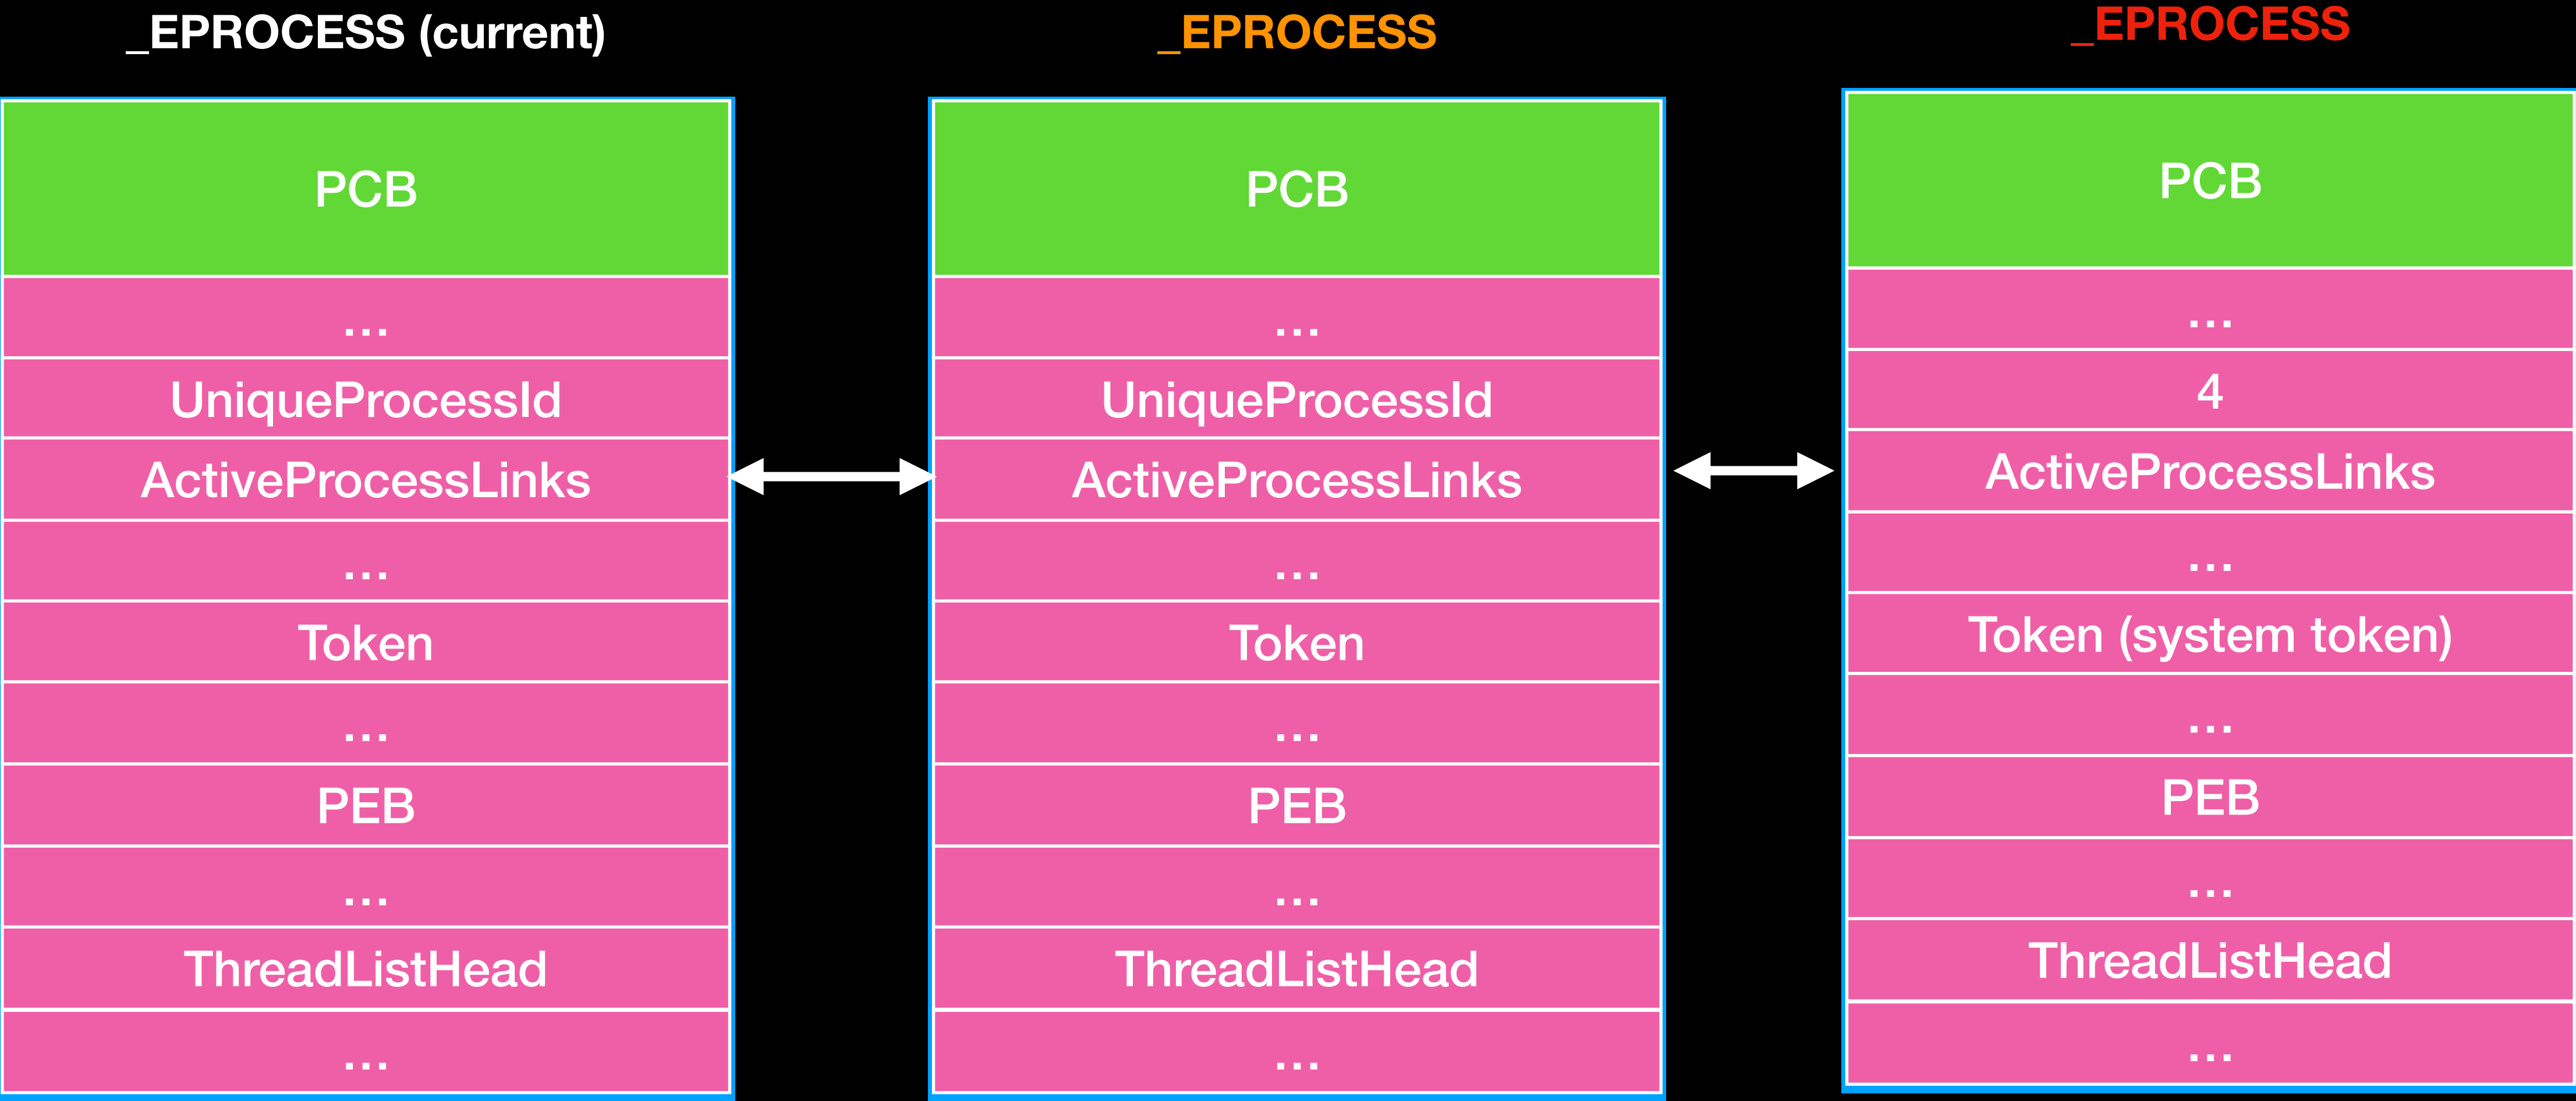 _EPROCESS (current)
PCB
...
UniqueProcessId
ActiveProcessLinks
...
Token
...
PEB
...
ThreadListHead
...
_EPROCESS
PCB
...
UniqueProcessId
ActiveProcessLinks
...
Token
...
PEB
...
ThreadListHead
...
_EPROCESS
PCB
...
4
ActiveProcessLinks
...
Token (system token)
...
PEB
...
ThreadListHead
...